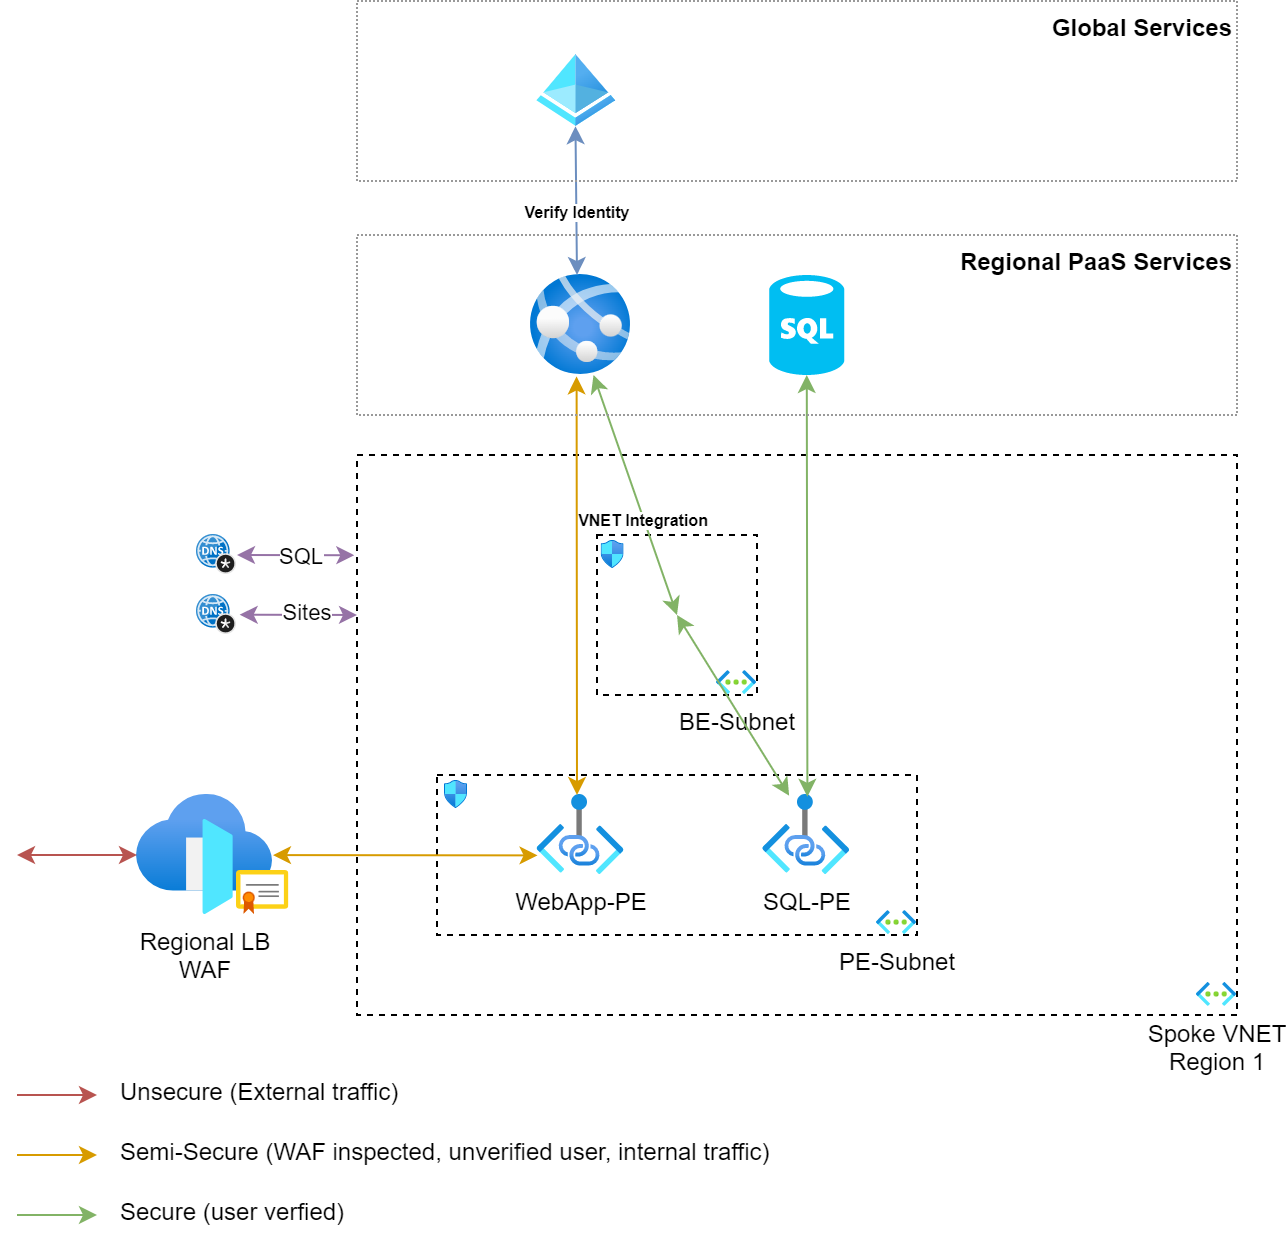 Global Services
Verify Identity
Regional PaaS Services
SQL
VNET Integration
DNS
SQL
DNS
Sites
BE-Subnet
WebApp-PE
SQL-PE
Regional LB
WAF
PE-Subnet
Spoke VNET
Region 1
Unsecure (External traffic)
Semi-Secure (WAF inspected, unverified user, internal traffic)
Secure (user verfied)